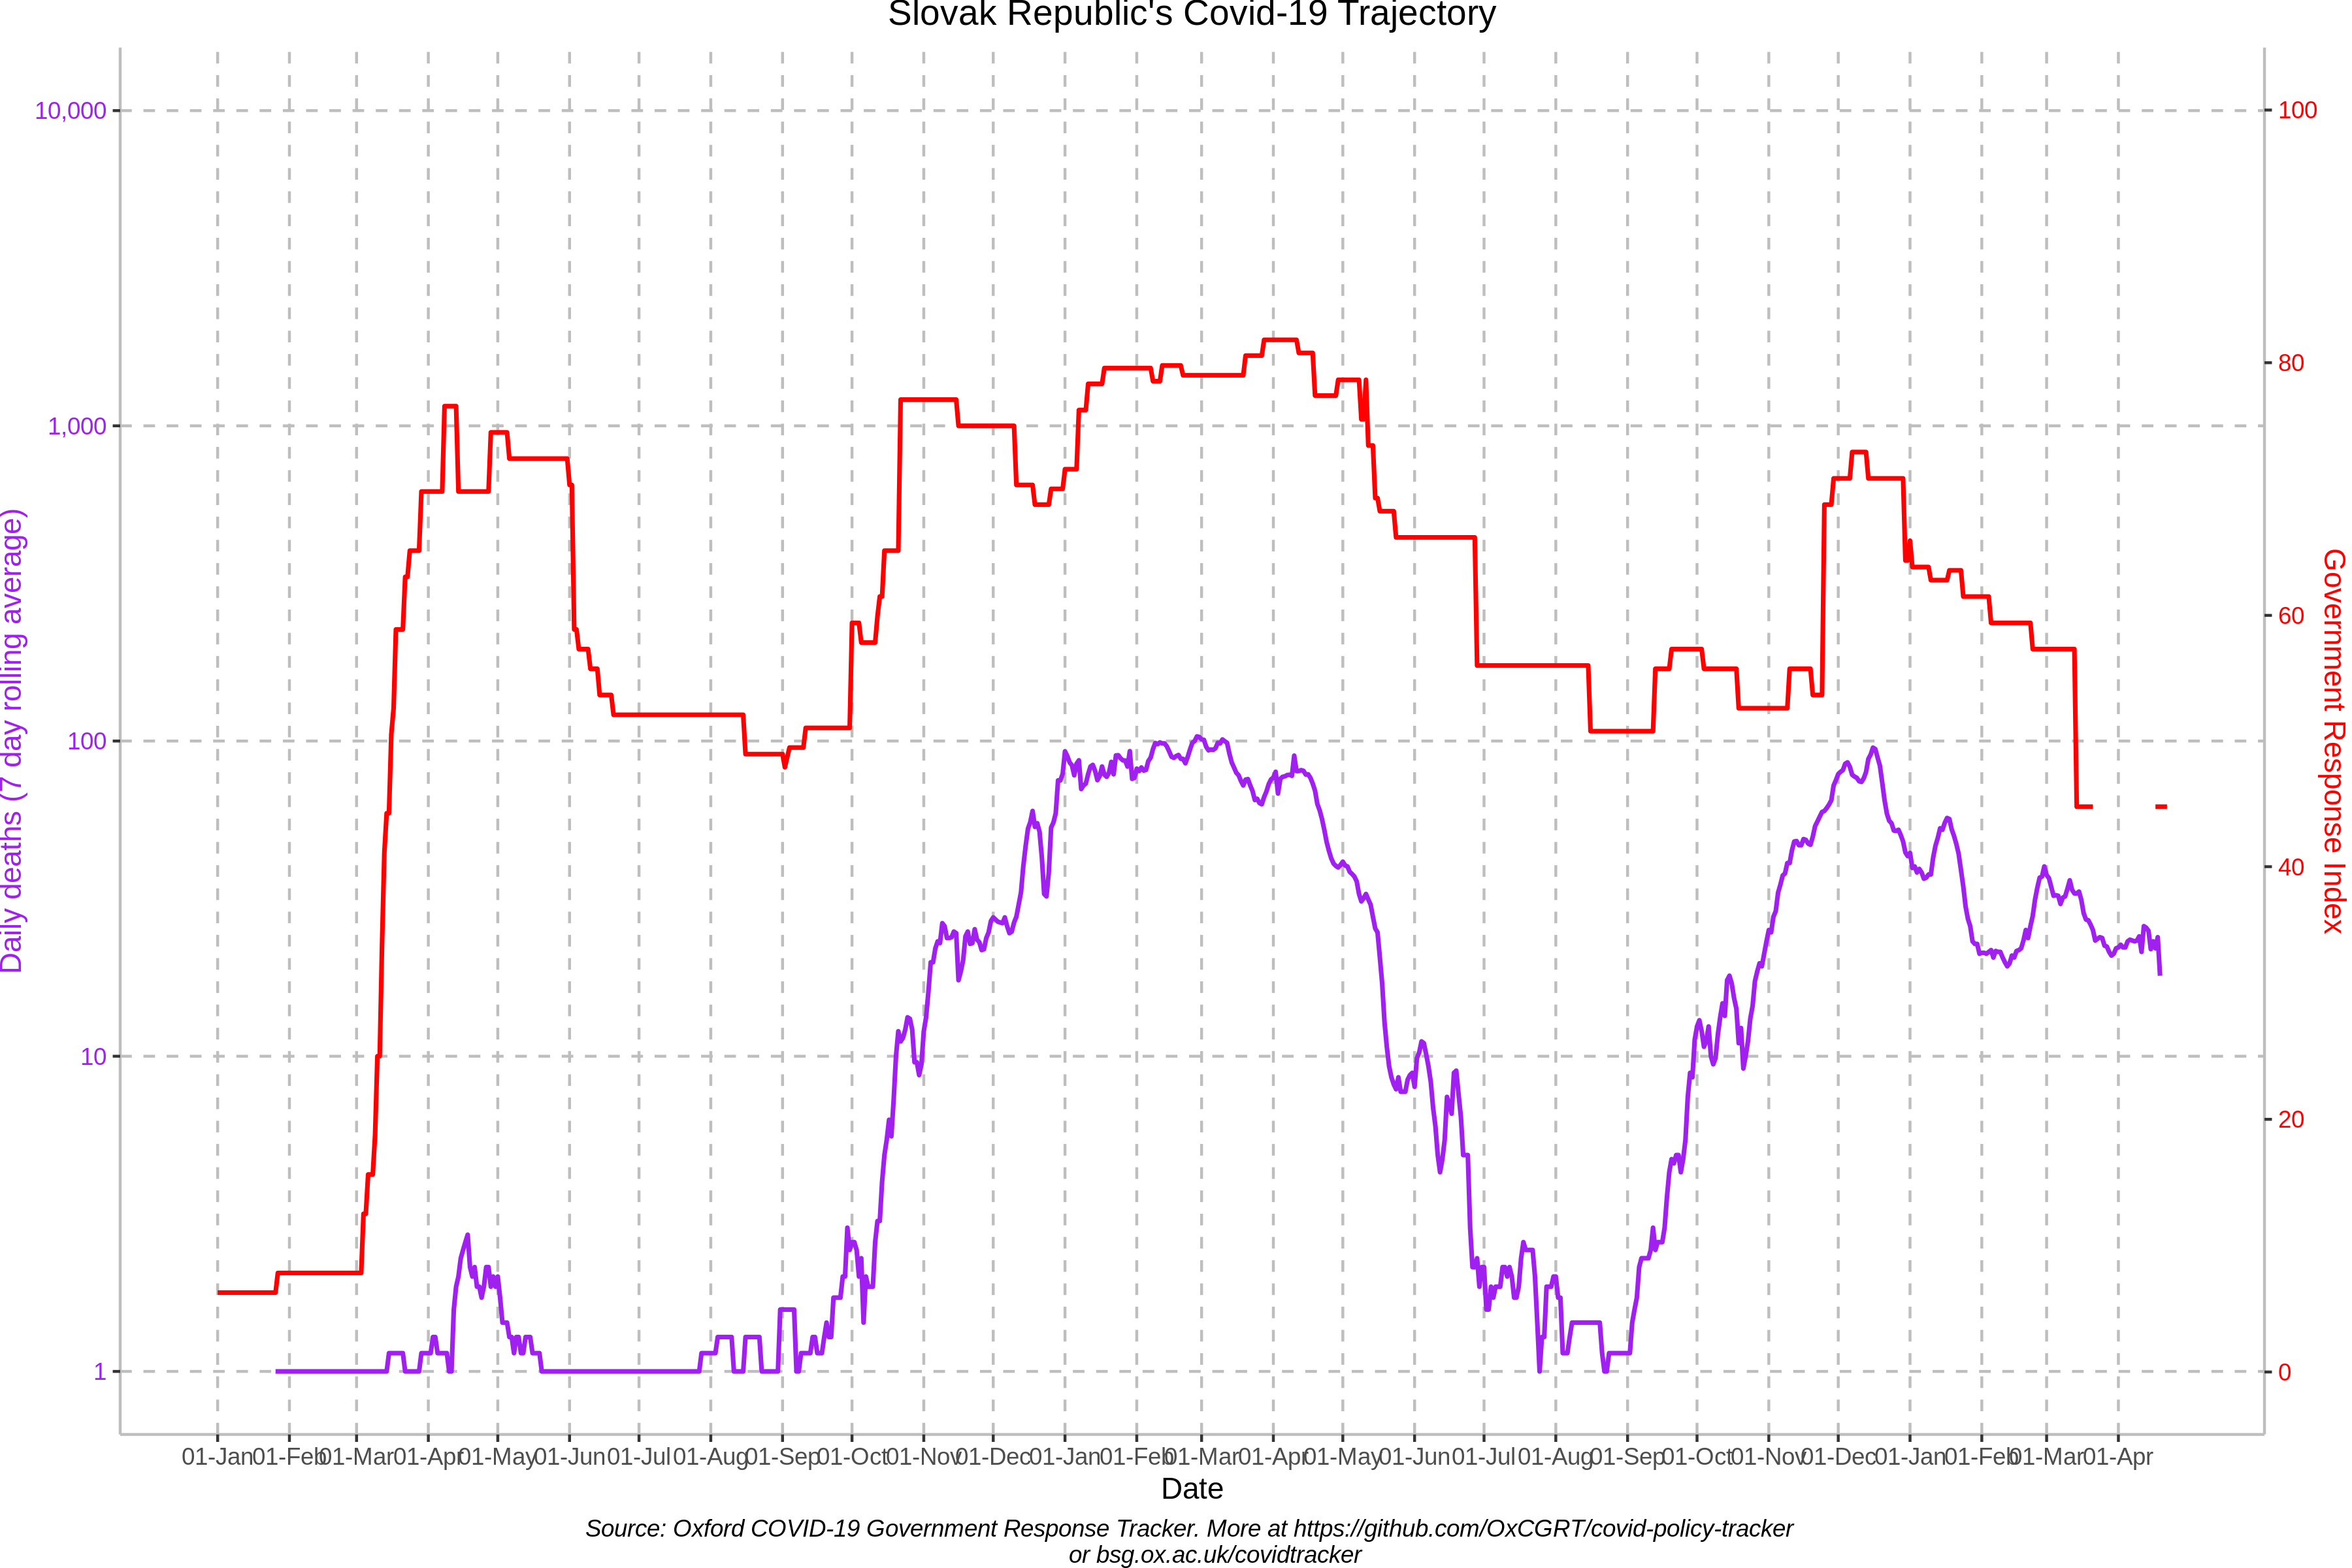 Slovak Republic's Covid-19 Trajectory
10,000
1,000
100
10
1
Daily deaths (7 day rolling average)
100
80
60
40
20
0
Government Response Index
01-Jan 01-Feb 01-Mar 01-Apr 01-May 01-Jun 01-Jul 01-Aug 01-Sep 01-Oct 01-Nov 01-Dec 01-Jan 01-Feb 01-Mar 01-Apr 01-May 01-Jun 01-Jul 01-Aug 01-Sep 01-Oct 01-Nov 01-Dec 01-Jan 01-Feb 01-Mar 01-Apr
Date
Source: Oxford COVID-19 Government Response Tracker. More at https://github.com/OxCGRT/covid-policy-tracker
or bsg.ox.ac.uk/covidtracker